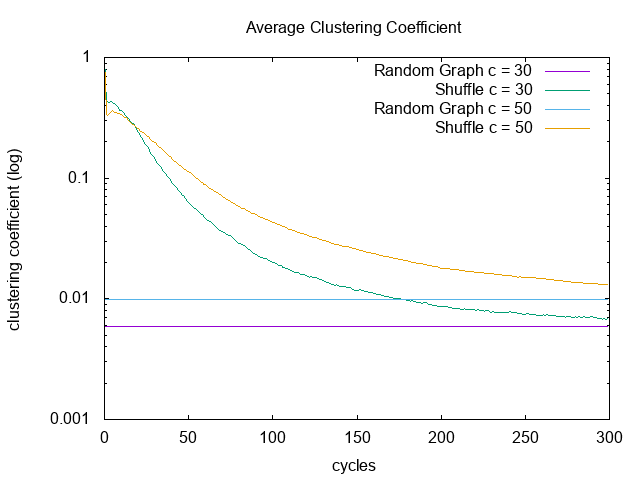 Average Clustering Coefficient
1
0.1
0.01
0.001
clustering coefficient (log)
Random Graph c = 30
Shuffle c = 30
Random Graph c = 50
Shuffle c = 50
0 50 100 150 200 250 300
cycles